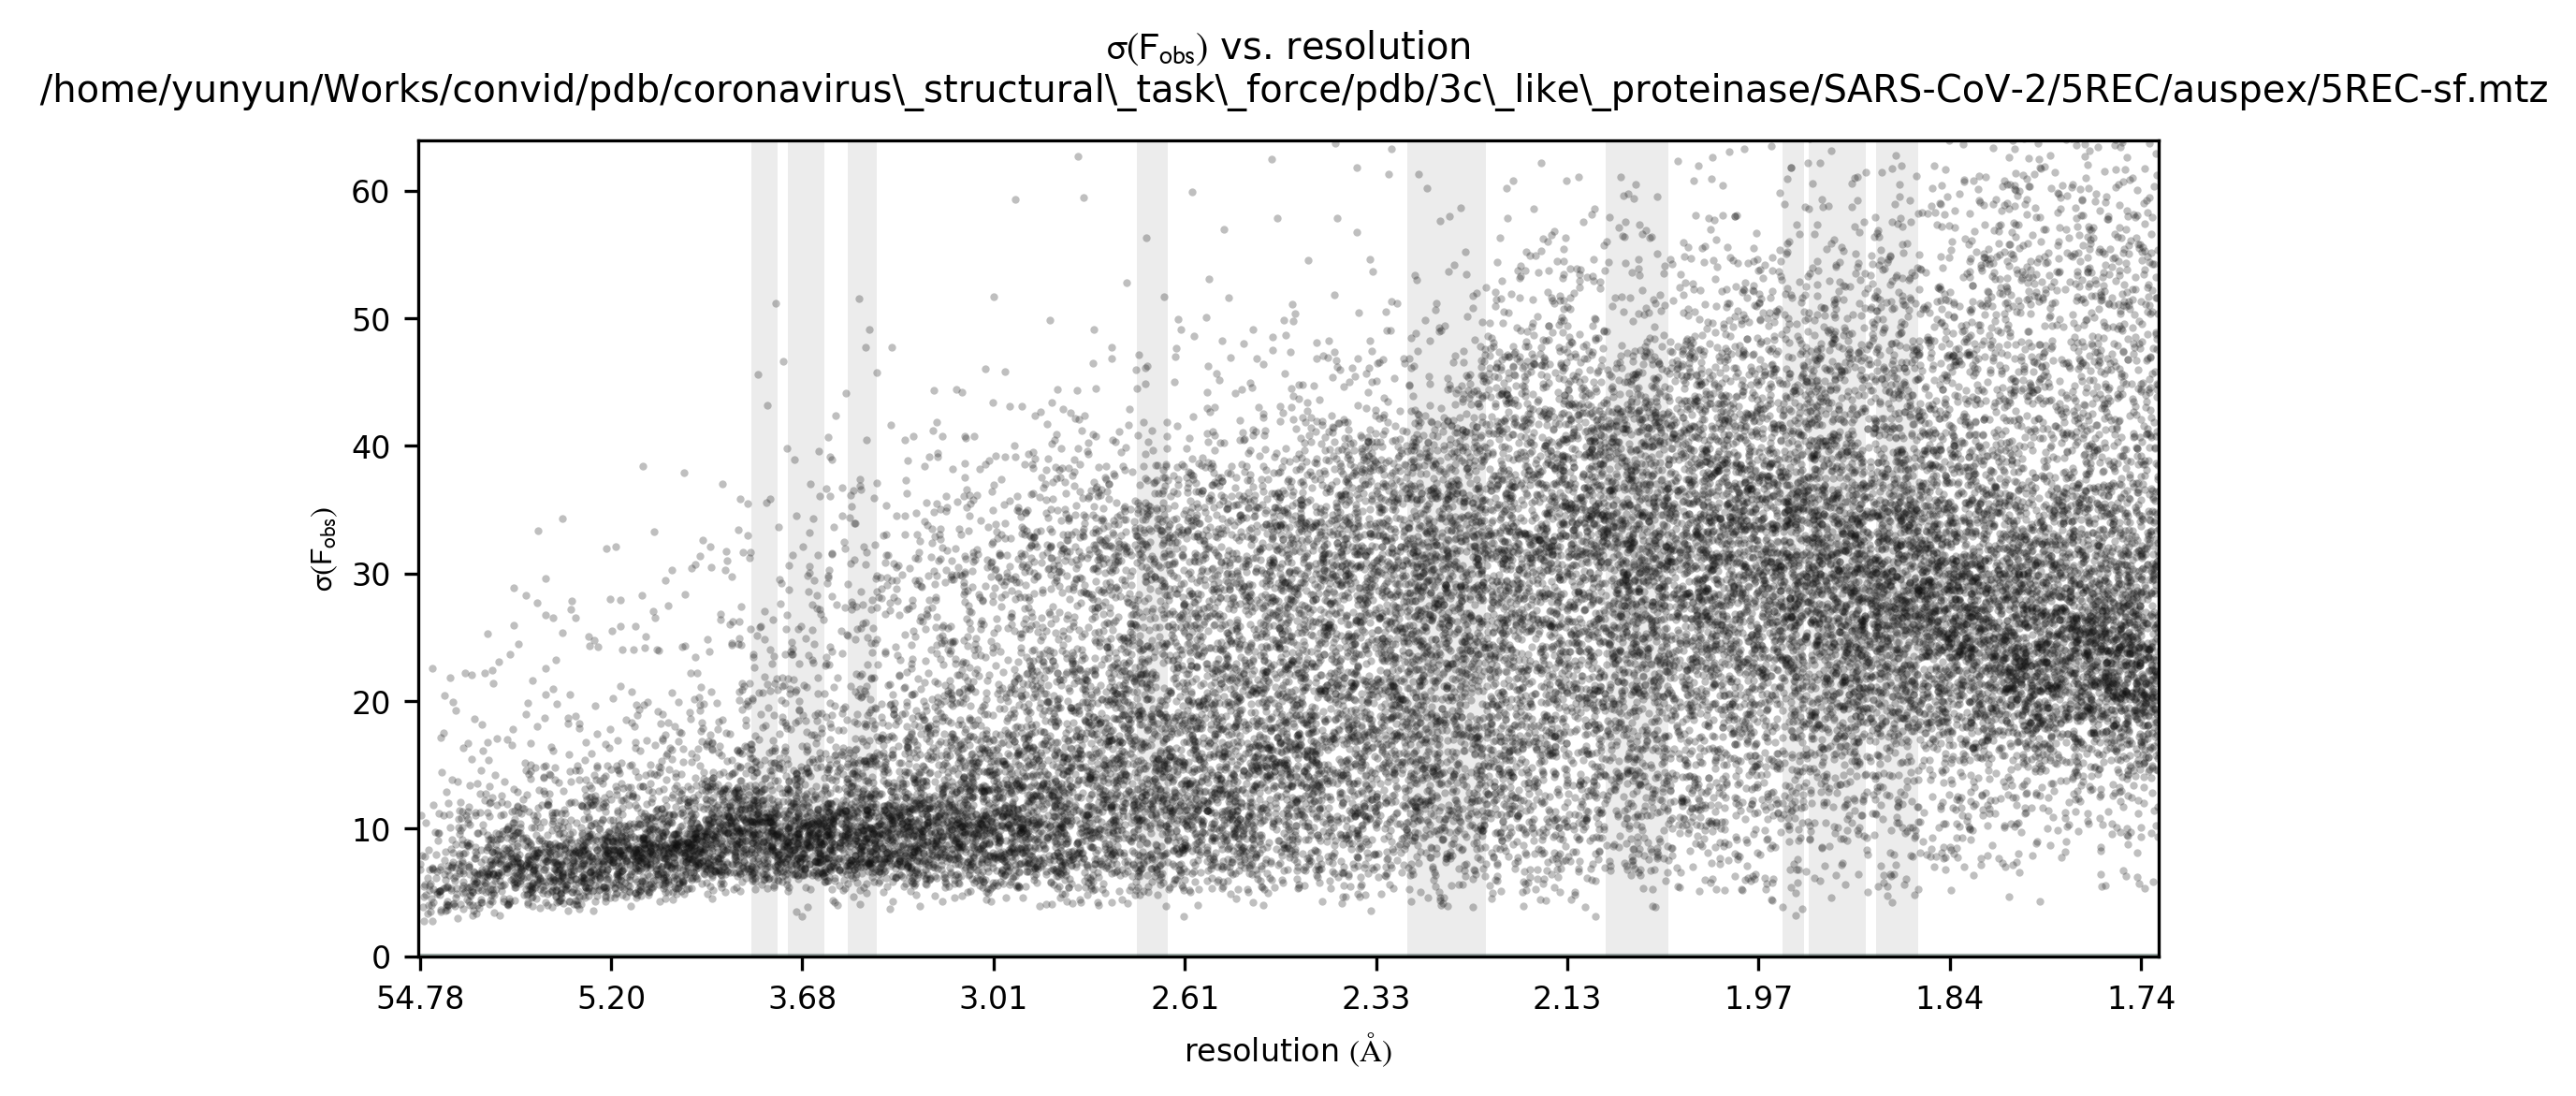 σ(F_obs) vs. resolution
/home/yunyun/Works/convid/pdb/coronavirus\_structural\_task\_force/pdb/3c\_like\_proteinase/SARS-CoV-2/5REC/auspex/5REC-sf.mtz
60
50
40
30
20
10
0
σ(F_obs)
54.78 5.20 3.68 3.01 2.61 2.33 2.13 1.97 1.84 1.74
resolution (Å)